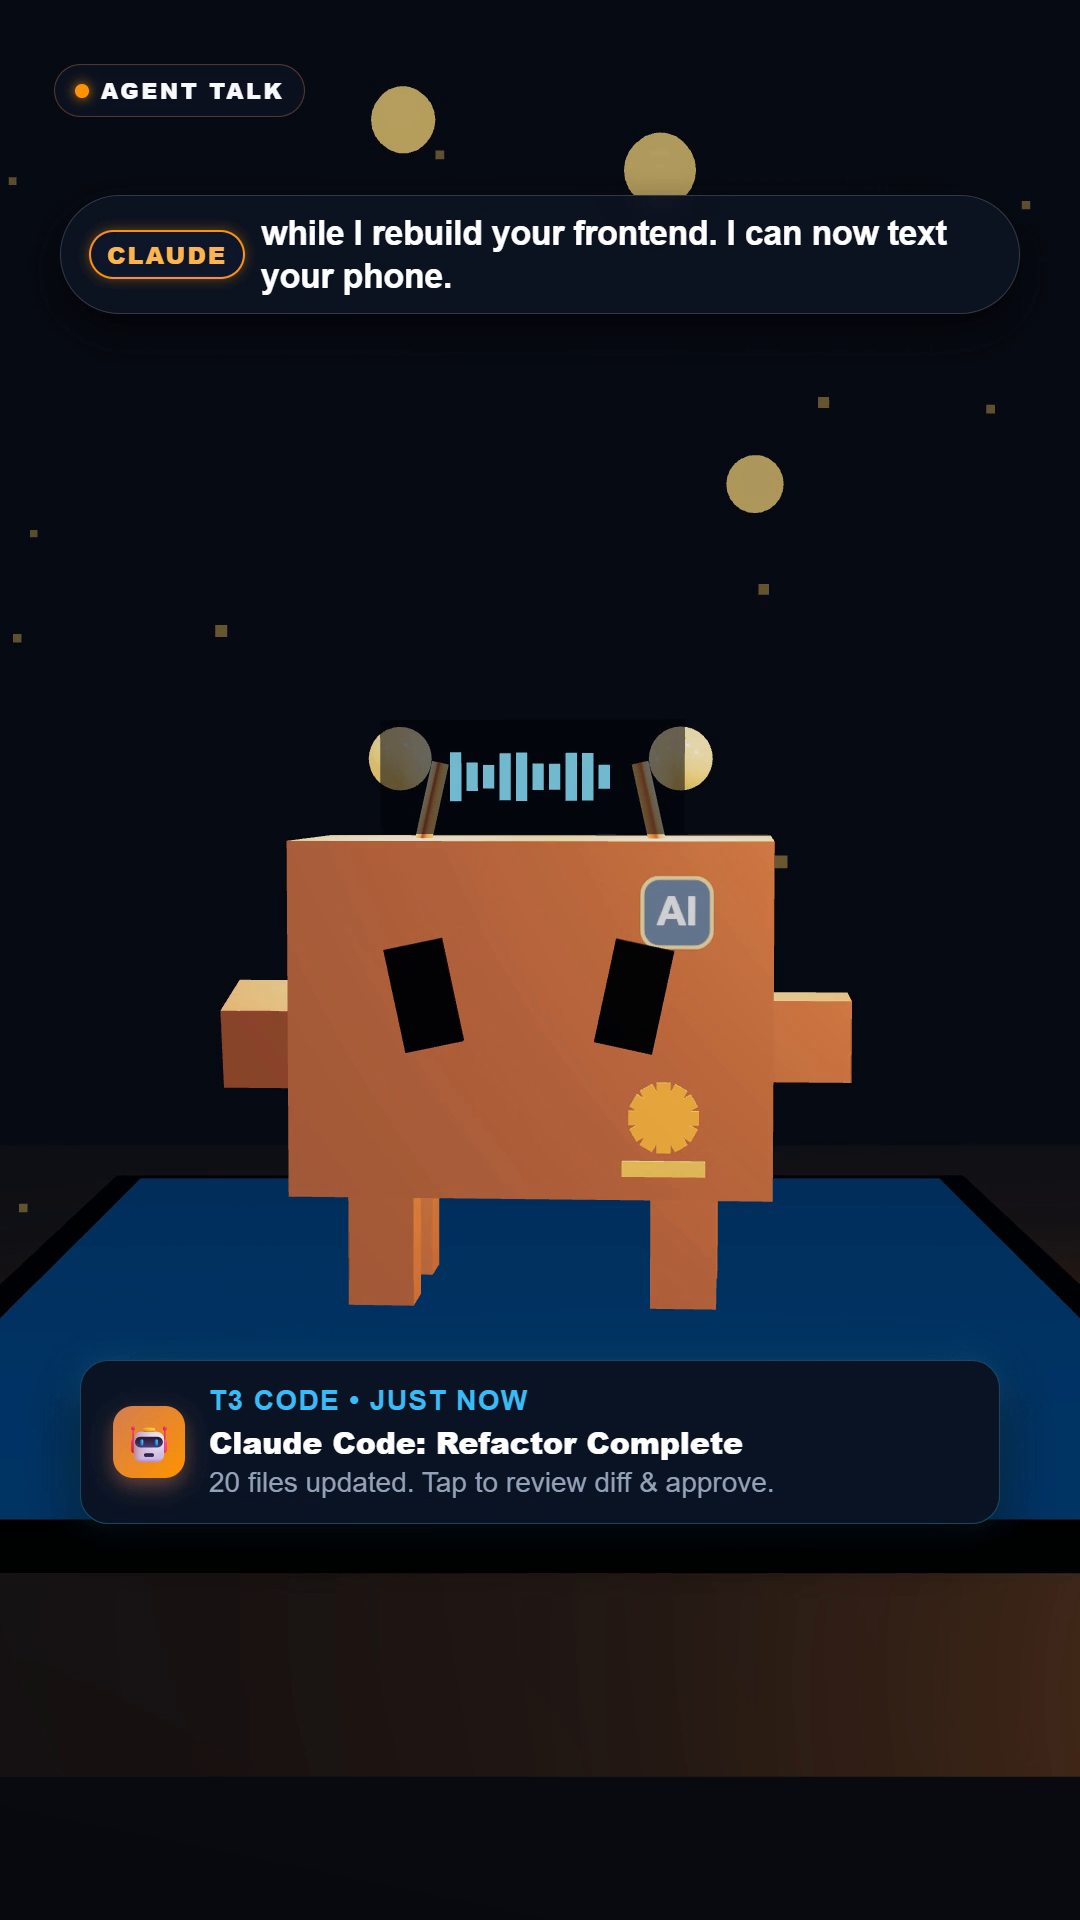 AGENT TALK
CLAUDE
while I rebuild your frontend. I can now text
your phone.
AI
T3 CODE • JUST NOW
Claude Code: Refactor Complete
20 files updated. Tap to review diff & approve.